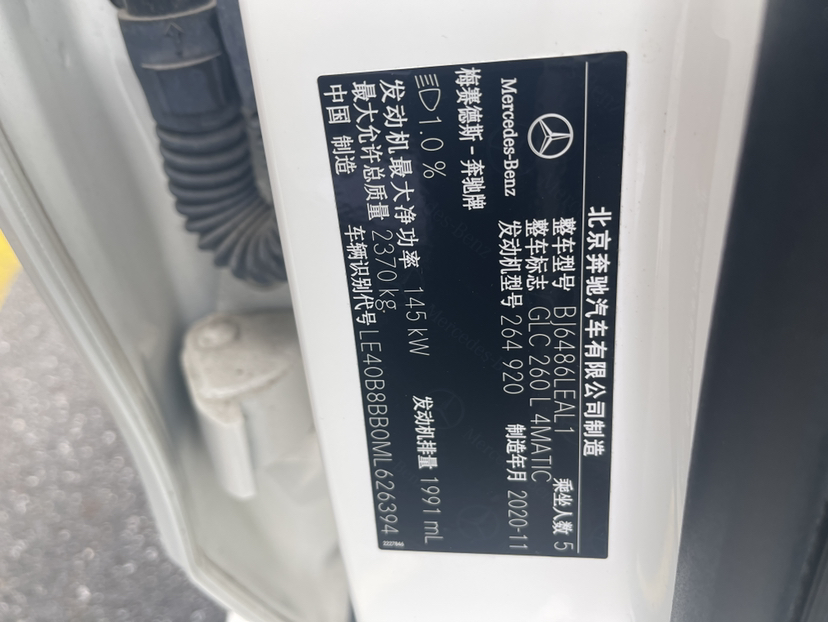 北京奔驰汽车有限公司制造
整车型号 BJ6486LEAL1 乘坐人数 5
整车标志 GLC 260 L 4MATIC
Mercedes-Benz 发动机型号 264 920 制造年月 2020-11
梅赛德斯-奔驰牌
1.0 %
发动机最大净功率 145 kW 发动机排量 1991 mL
最大允许总质量 2370 kg
中国 制造 车辆识别代号 LE40B8BB0ML626394